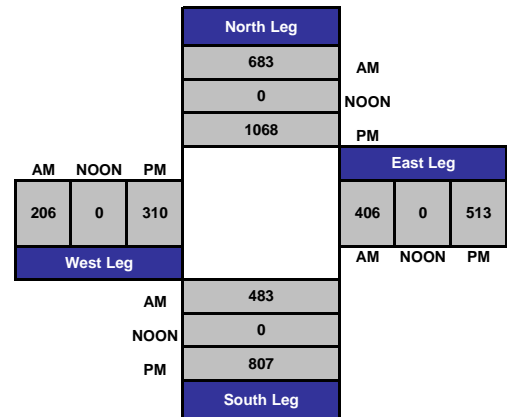 North Leg
683
AM
0
NOON
1068
PM
AM NOON PM
East Leg
206 0 310
406 0 513
West Leg
AM NOON PM
AM
483
NOON
0
PM
807
South Leg